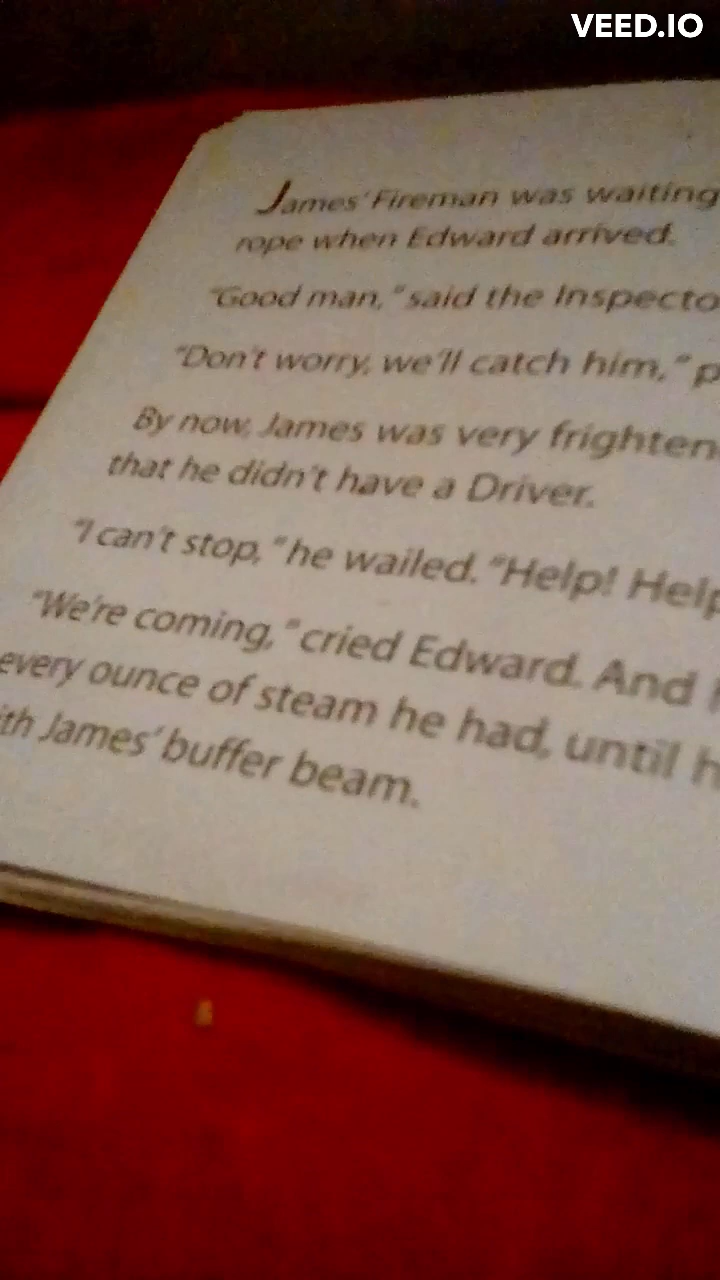 VEED.IO
James' Fireman was waiting
rope when Edward arrived.
"Good man," said the Inspecto
"Don't worry, we'll catch him," p
By now, James was very frighten
that he didn't have a Driver.
"I can't stop," he wailed. "Help! Help
"We're coming," cried Edward. And
every ounce of steam he had, until h
ith James' buffer beam.